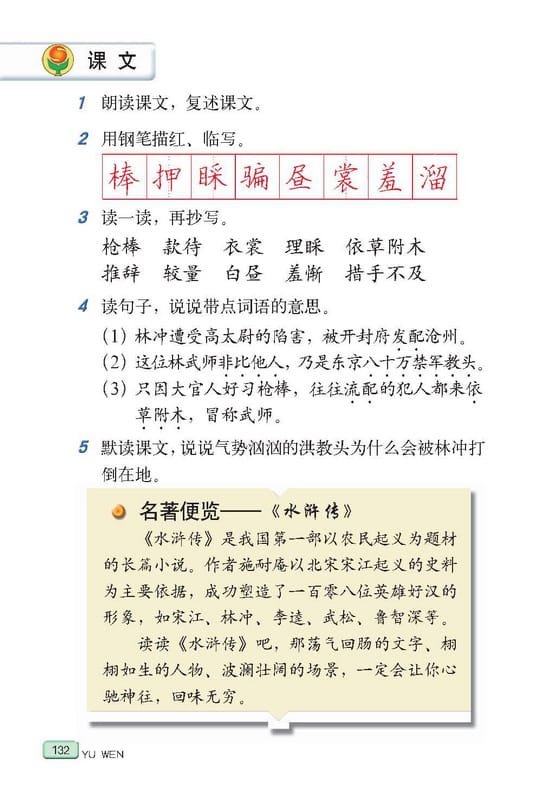 课文
1 朗读课文，复述课文。
2 用钢笔描红、临写。
棒押睬骗昼裳羞溜
3 读一读，再抄写。
枪棒 款待 衣裳 理睬 依草附木
推辞 较量 白昼 羞惭 措手不及
4 读句子，说说带点词语的意思。
（1）林冲遭受高太尉的陷害，被开封府发配沧州。
（2）这位林武师非比他人，乃是东京八十万禁军教头。
（3）只因大官人好习枪棒，往往流配的犯人都来依
草附木，冒称武师。
5 默读课文，说说气势汹汹的洪教头为什么会被林冲打
倒在地。
名著便览——《水浒传》
《水浒传》是我国第一部以农民起义为题材
的长篇小说。作者施耐庵以北宋宋江起义的史料
为主要依据，成功塑造了一百零八位英雄好汉的
形象，如宋江、林冲、李逵、武松、鲁智深等。
读读《水浒传》吧，那荡气回肠的文字、栩
栩如生的人物、波澜壮阔的场景，一定会让你心
驰神往，回味无穷。
132 YU WEN